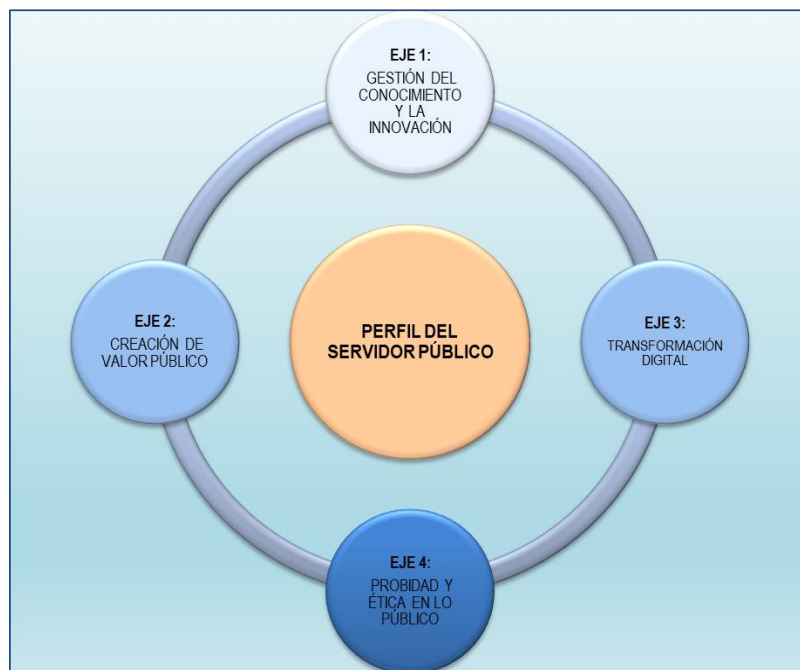 EJE 1:
GESTIÓN DEL
CONOCIMIENTO
Y LA
INNOVACIÓN
EJE 2:
CREACIÓN DE
VALOR PÚBLICO
PERFIL DEL
SERVIDOR PÚBLICO
EJE 3:
TRANSFORMACIÓN
DIGITAL
EJE 4:
PROBIDAD Y
ÉTICA EN LO
PÚBLICO